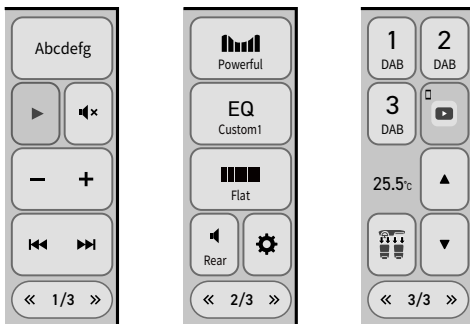 Abcdefg
1/3
Powerful
EQ
Custom1
Flat
Rear
2/3
1
DAB
2
DAB
3
DAB
25.5°c
3/3